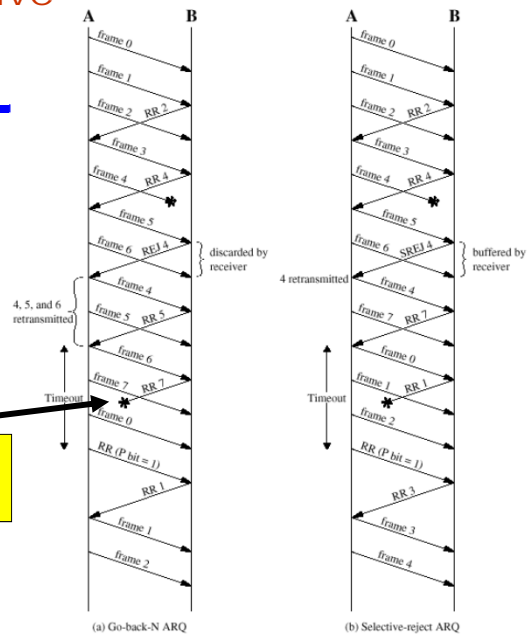 A B
frame 0
frame 1
frame 2
RR 2
frame 3
frame 4
RR 4
frame 5
frame 6
REJ 4
discarded by
receiver
4, 5, and 6
retransmitted
frame 4
frame 5
RR 5
frame 6
frame 7
RR 7
Timeout
frame 0
RR (P bit = 1)
RR 1
frame 1
frame 2
(a) Go-back-N ARQ
A B
frame 0
frame 1
frame 2
RR 2
frame 3
frame 4
RR 4
frame 5
frame 6
SREJ 4
buffered by
receiver
4 retransmitted
frame 4
frame 7
RR 7
frame 0
frame 1
RR 1
Timeout
frame 2
RR (P bit = 1)
RR 3
frame 3
frame 4
(b) Selective-reject ARQ